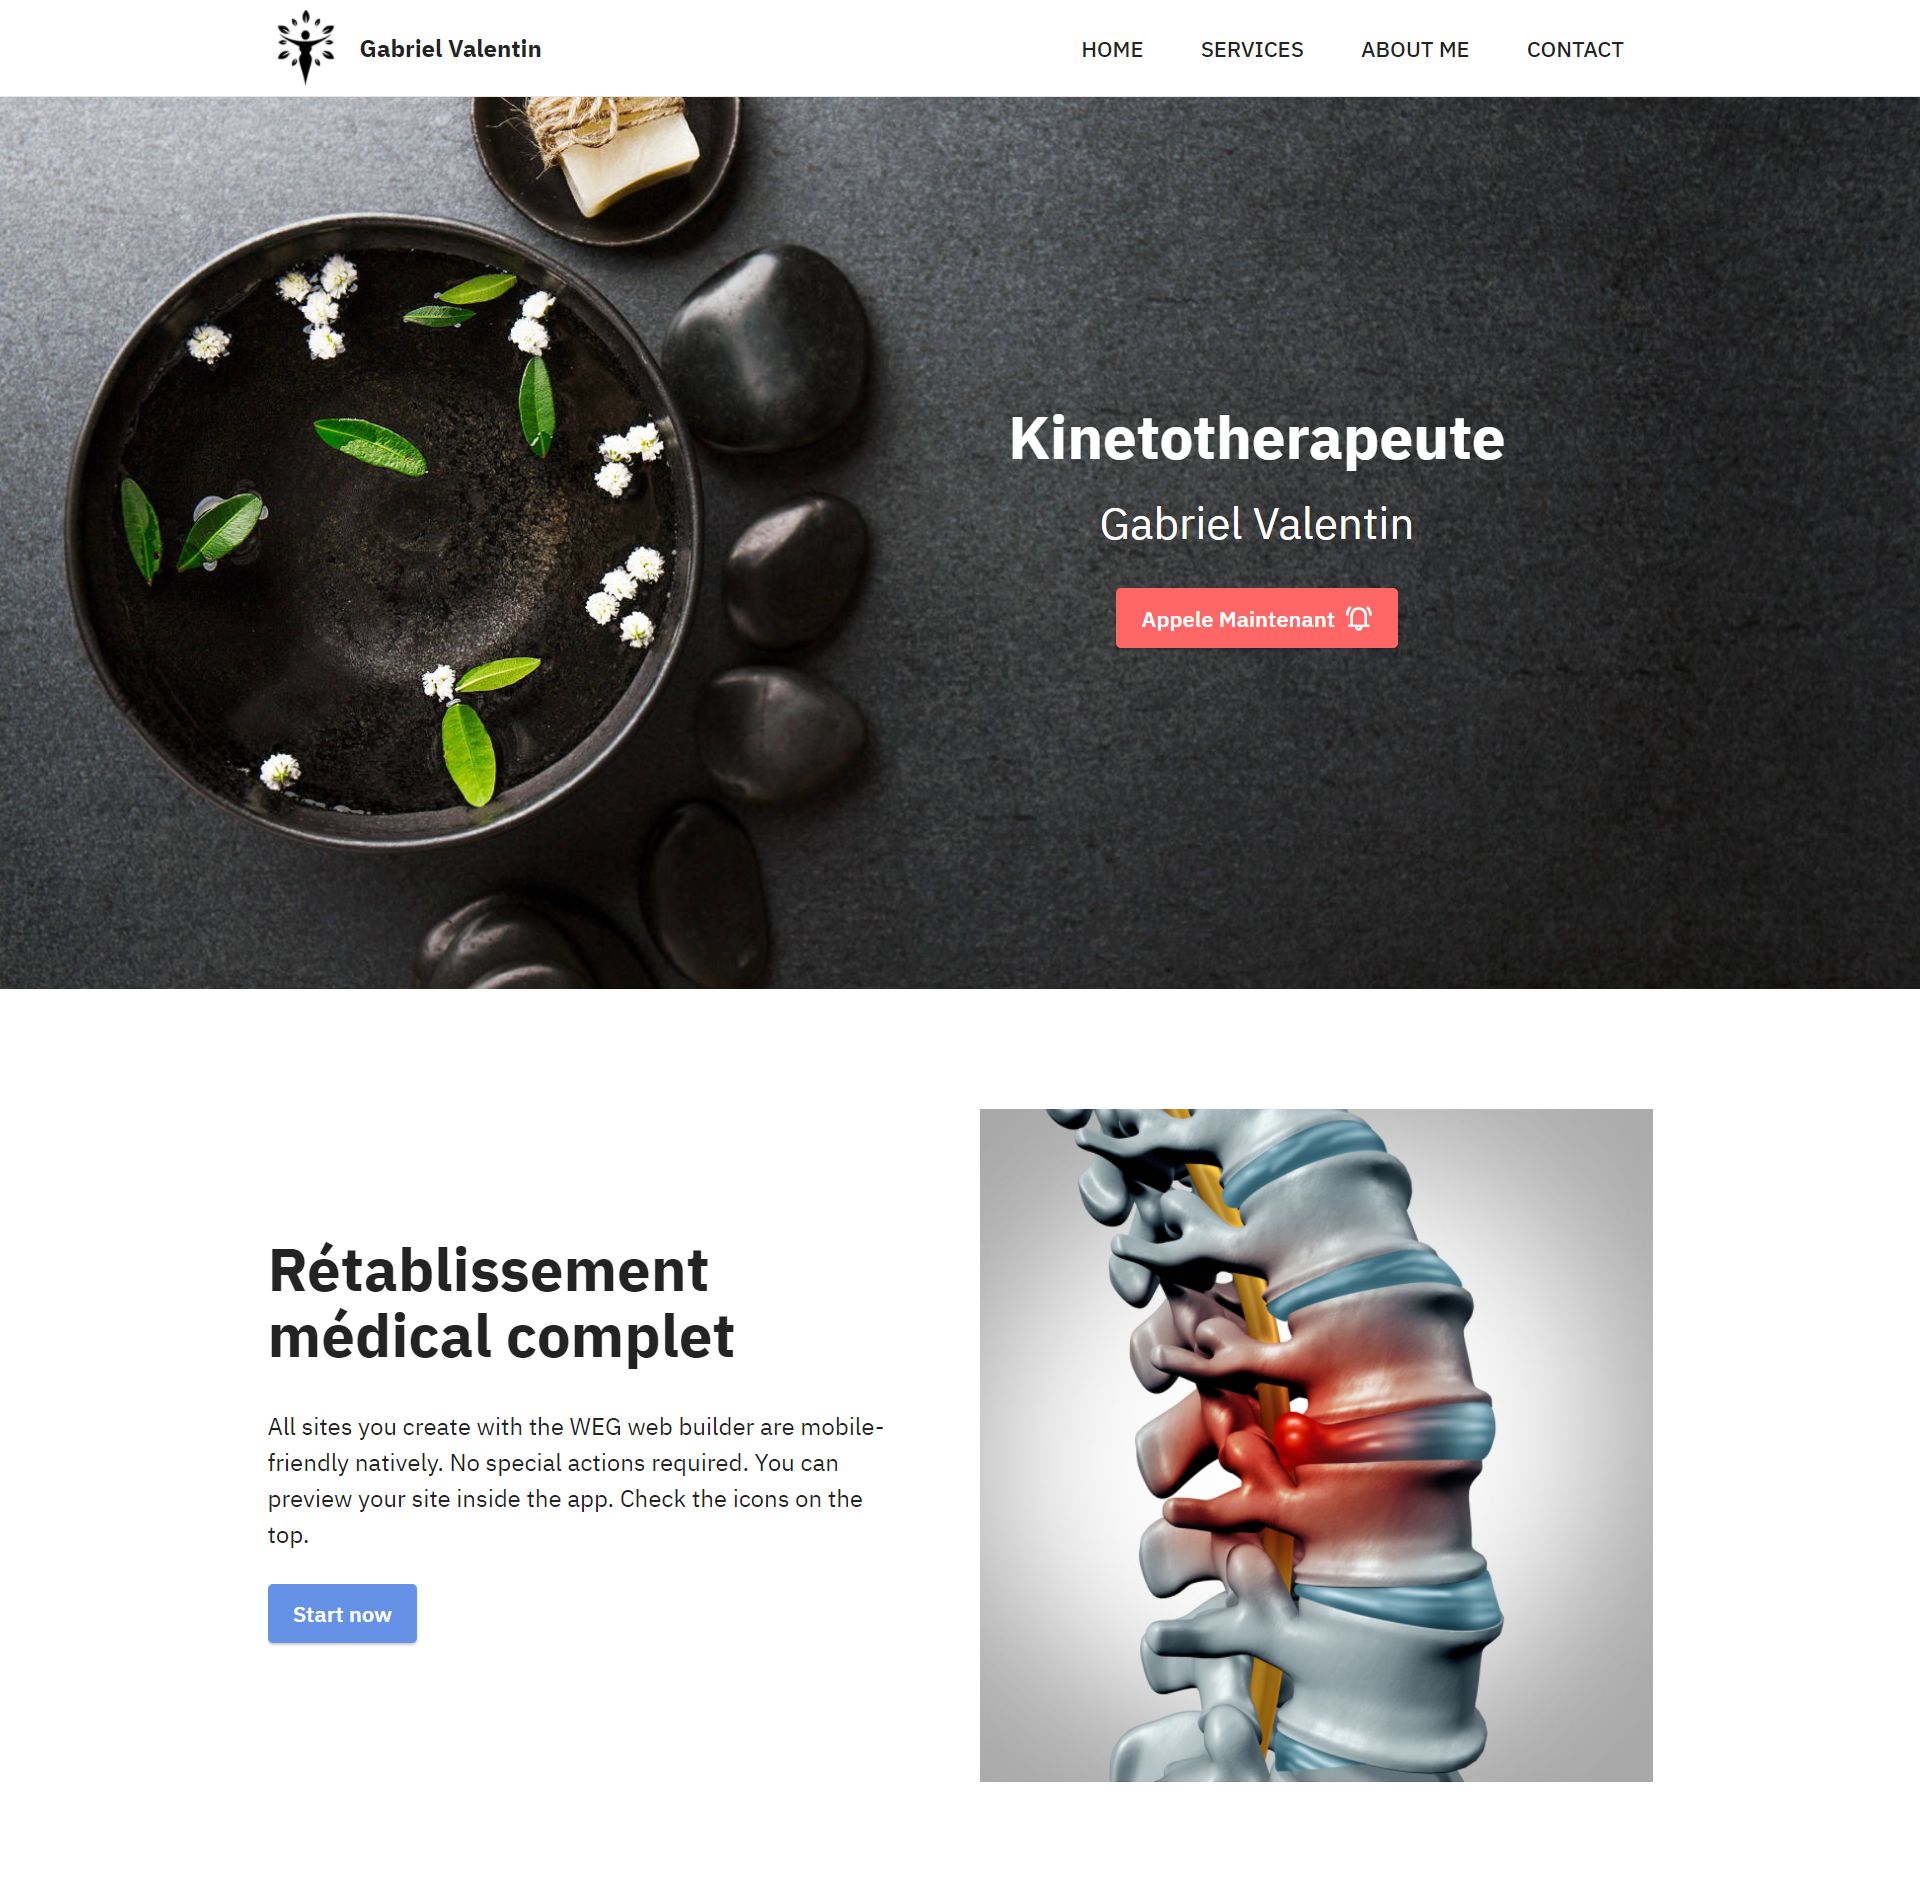 Gabriel Valentin
HOME
SERVICES
ABOUT ME
CONTACT
Kinetotherapeute
Gabriel Valentin
Appele Maintenant
Rétablissement
médical complet
All sites you create with the WEG web builder are mobile-
friendly natively. No special actions required. You can
preview your site inside the app. Check the icons on the
top.
Start now